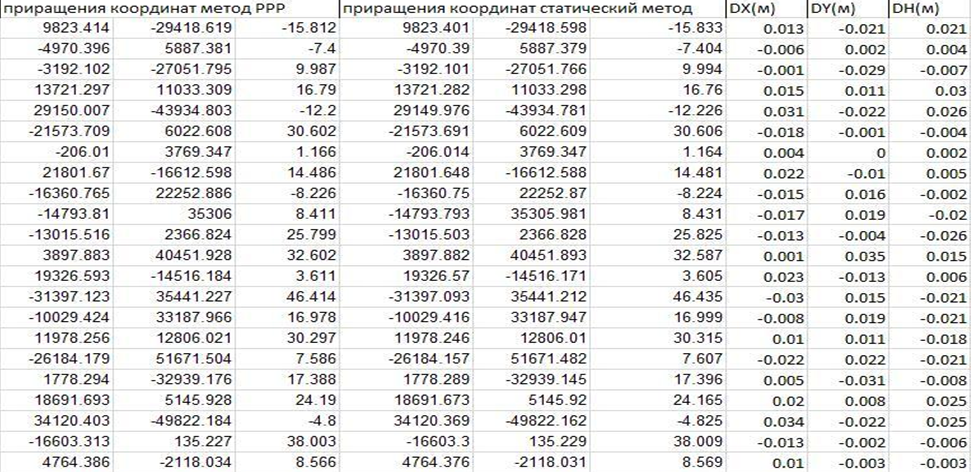 приращения координат метод PPP приращения координат статический метод DX(м) DY(м) DH(м)
9823.414 -29418.619 -15.812 9823.401 -29418.598 -15.833 0.013 -0.021 0.021
-4970.396 5887.381 -7.4 -4970.39 5887.379 -7.404 -0.006 0.002 0.004
-3192.102 -27051.795 9.987 -3192.101 -27051.766 9.994 -0.001 -0.029 -0.007
13721.297 11033.309 16.79 13721.282 11033.298 16.76 0.015 0.011 0.03
29150.007 -43934.803 -12.2 29149.976 -43934.781 -12.226 0.031 -0.022 0.026
-21573.709 6022.608 30.602 -21573.691 6022.609 30.606 -0.018 -0.001 -0.004
-206.01 3769.347 1.166 -206.014 3769.347 1.164 0.004 0 0.002
21801.67 -16612.598 14.486 21801.648 -16612.588 14.481 0.022 -0.01 0.005
-16360.765 22252.886 -8.226 -16360.75 22252.87 -8.224 -0.015 0.016 -0.002
-14793.81 35306 8.411 -14793.793 35305.981 8.431 -0.017 0.019 -0.02
-13015.516 2366.824 25.799 -13015.503 2366.828 25.825 -0.013 -0.004 -0.026
3897.883 40451.928 32.602 3897.882 40451.893 32.587 0.001 0.035 0.015
19326.593 -14516.184 3.611 19326.57 -14516.171 3.605 0.023 -0.013 0.006
-31397.123 35441.227 46.414 -31397.093 35441.212 46.435 -0.03 0.015 -0.021
-10029.424 33187.966 16.978 -10029.416 33187.947 16.999 -0.008 0.019 -0.021
11978.256 12806.021 30.297 11978.246 12806.01 30.315 0.01 0.011 -0.018
-26184.179 51671.504 7.586 -26184.157 51671.482 7.607 -0.022 0.022 -0.021
1778.294 -32939.176 17.388 1778.289 -32939.145 17.396 0.005 -0.031 -0.008
18691.693 5145.928 24.19 18691.673 5145.92 24.165 0.02 0.008 0.025
34120.403 -49822.184 -4.8 34120.369 -49822.162 -4.825 0.034 -0.022 0.025
-16603.313 135.227 38.003 -16603.3 135.229 38.009 -0.013 -0.002 -0.006
4764.386 -2118.034 8.566 4764.376 -2118.031 8.569 0.01 -0.003 -0.003